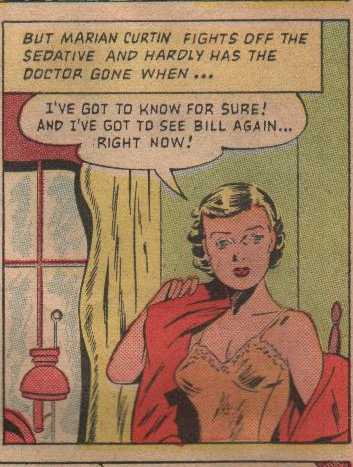 BUT MARIAN CURTIN FIGHTS OFF THE
SEDATIVE AND HARDLY HAS THE
DOCTOR GONE WHEN...
I'VE GOT TO KNOW FOR SURE!
AND I'VE GOT TO SEE BILL AGAIN...
RIGHT NOW!